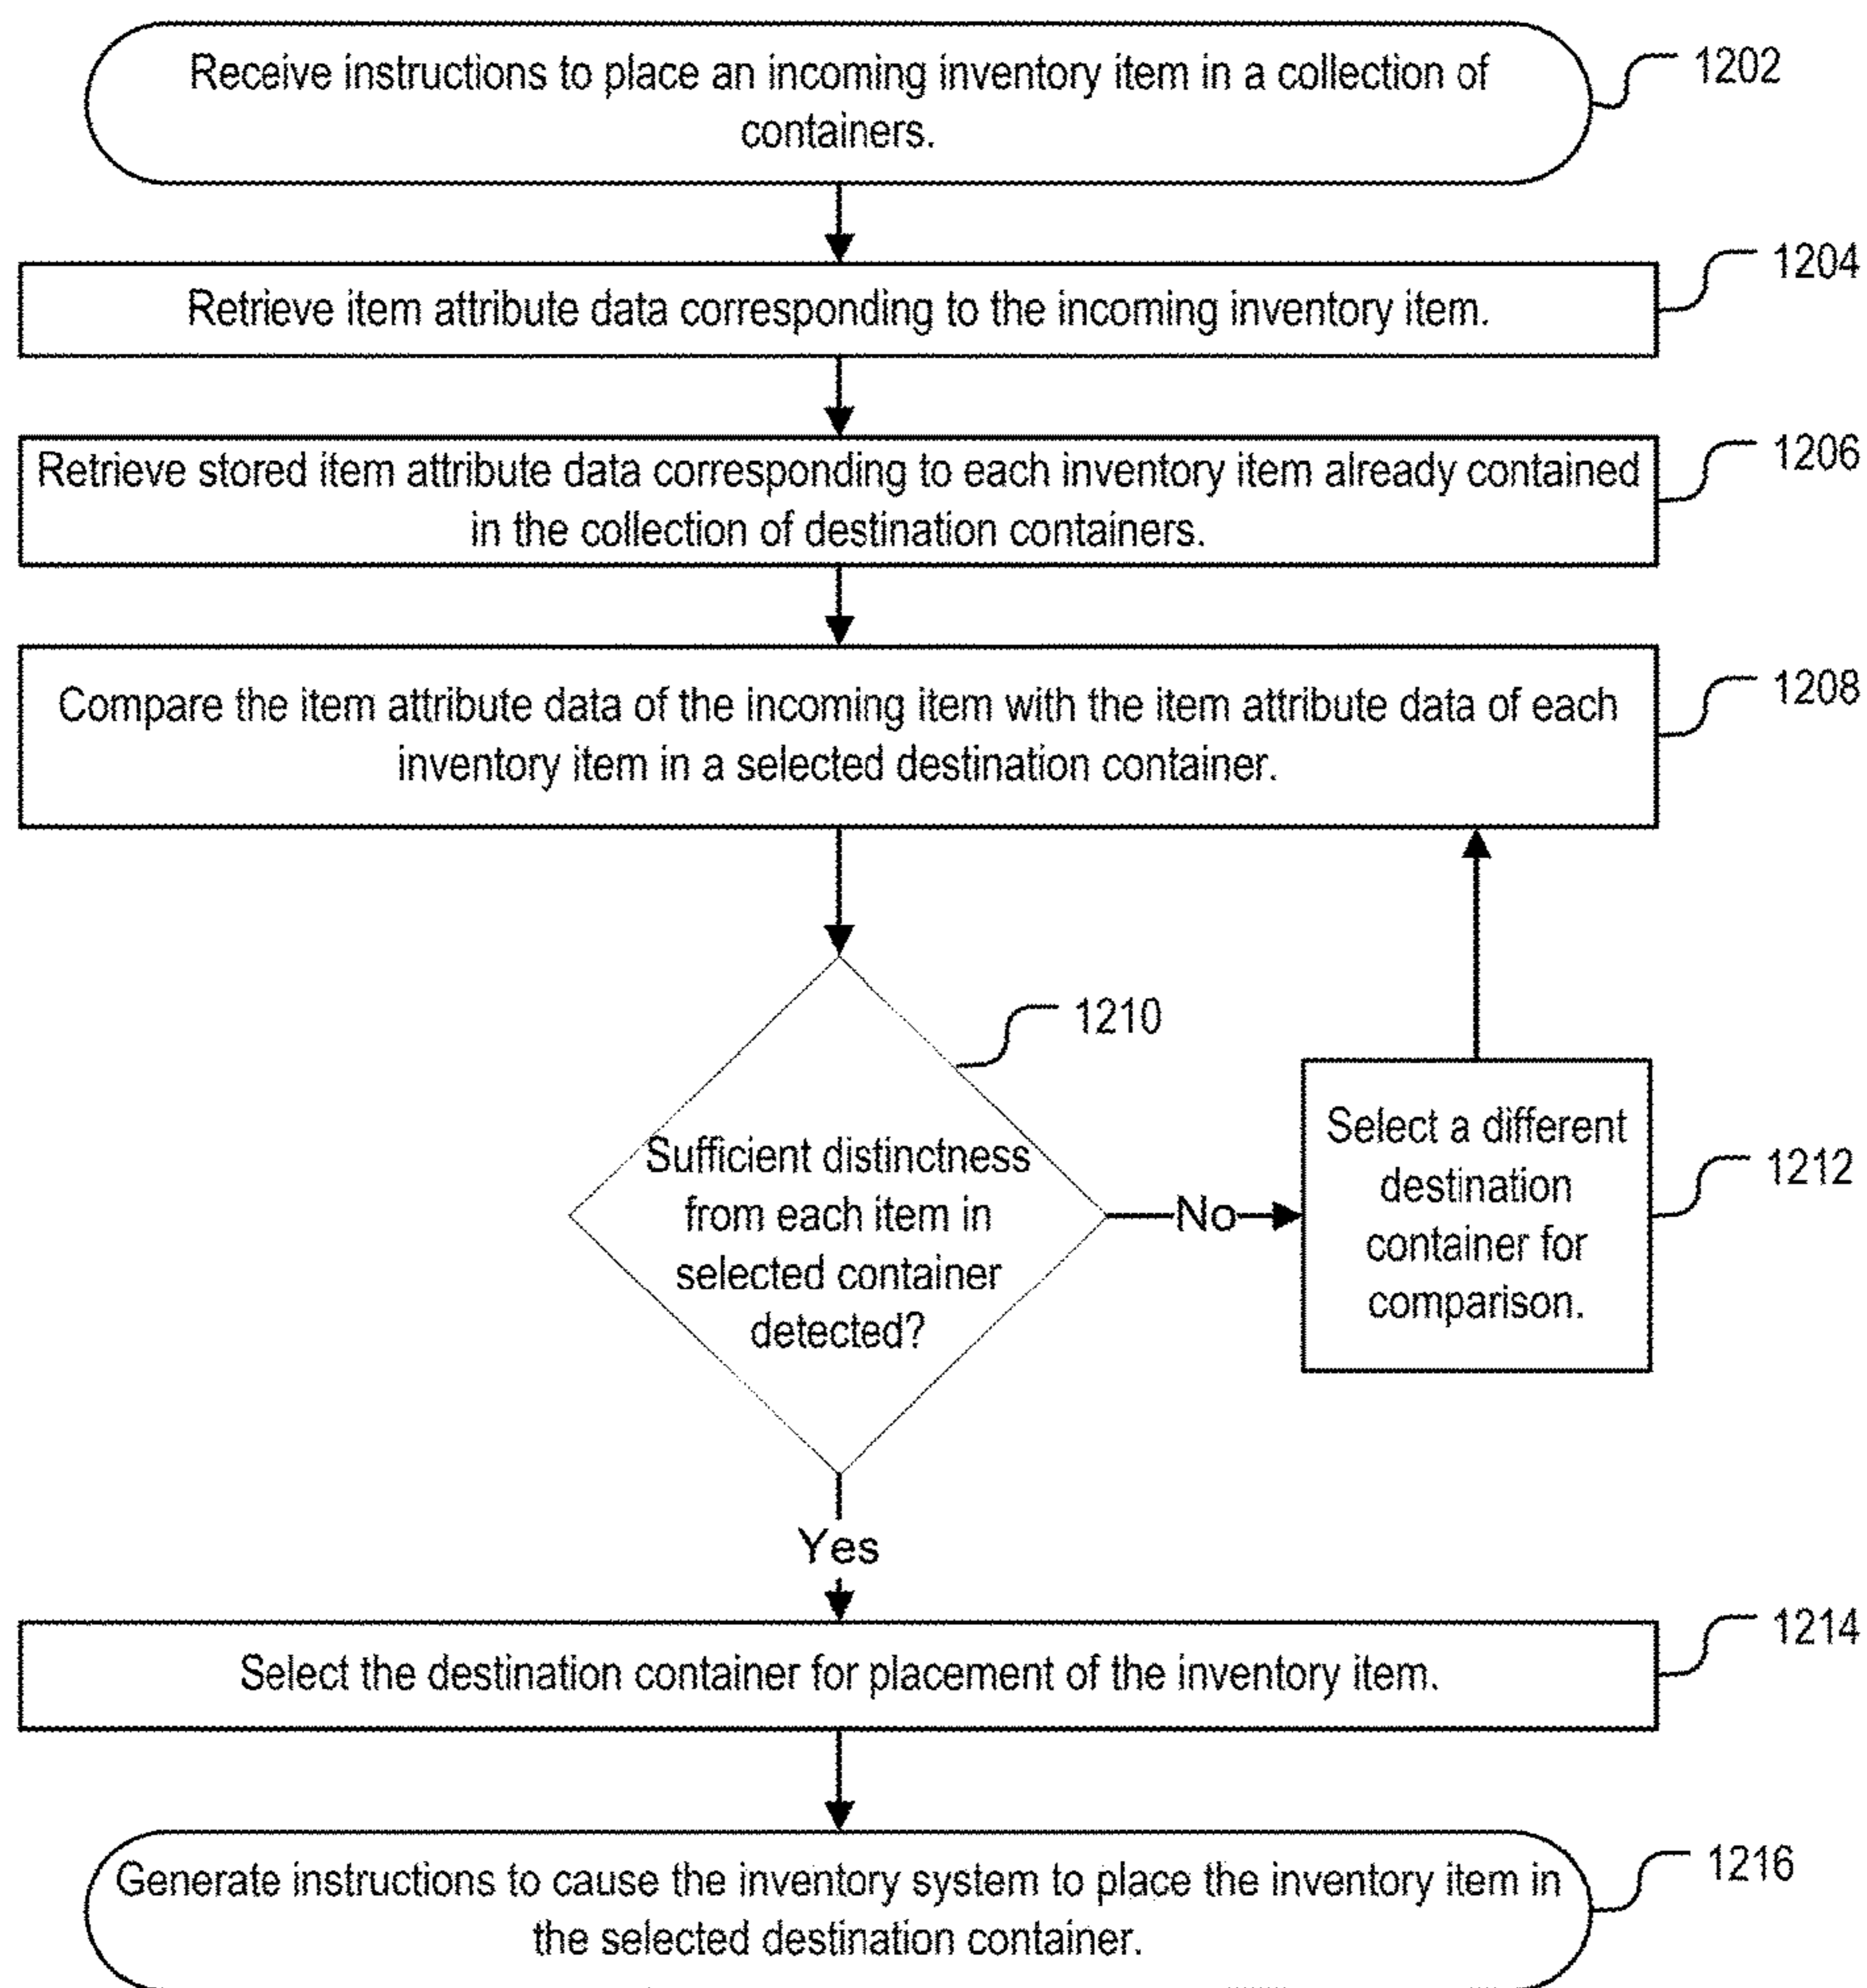 Receive instructions to place an incoming inventory item in a collection of
containers.
1202
Retrieve item attribute data corresponding to the incoming inventory item.
1204
Retrieve stored item attribute data corresponding to each inventory item already contained
in the collection of destination containers.
1206
Compare the item attribute data of the incoming item with the item attribute data of each
inventory item in a selected destination container.
1208
Sufficient distinctness
from each item in
selected container
detected?
1210
No
Select a different
destination
container for
comparison.
1212
Yes
Select the destination container for placement of the inventory item.
1214
Generate instructions to cause the inventory system to place the inventory item in
the selected destination container.
1216